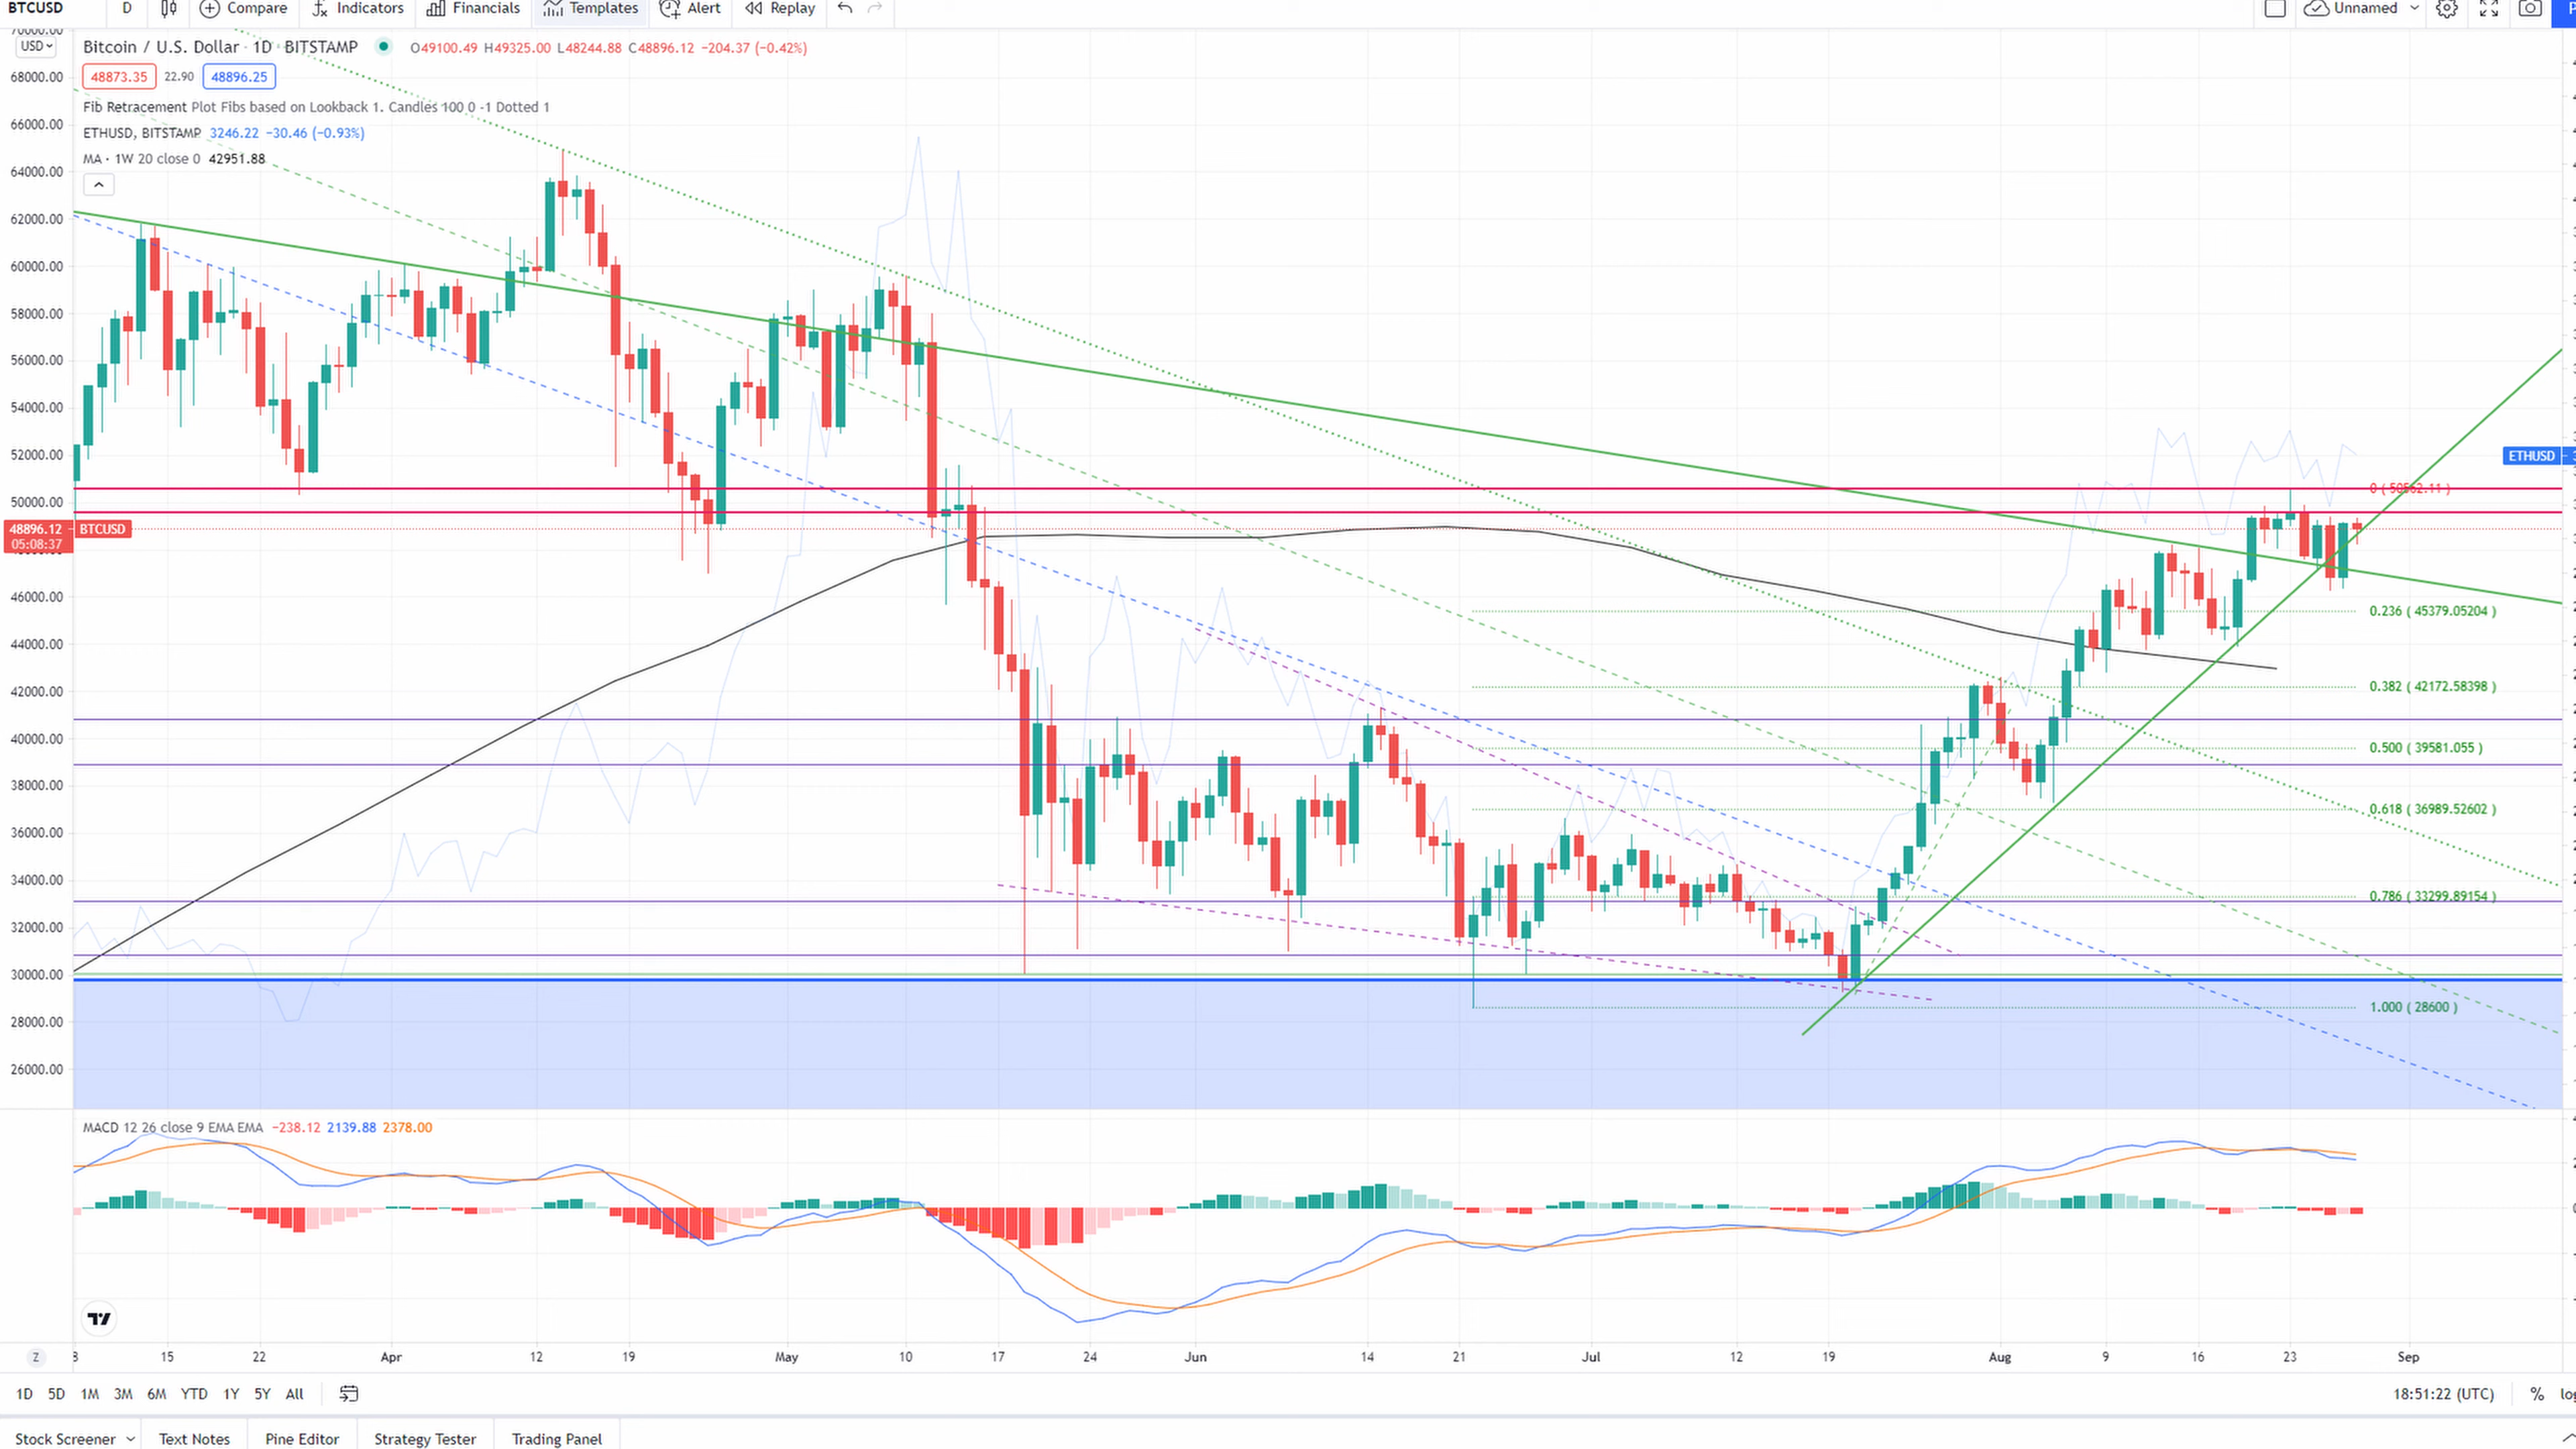 BTCUSD D Compare Indicators Financials Templates Alert Replay Unnamed
USD
Bitcoin / U.S. Dollar · 1D · BITSTAMP O49100.49 H49325.00 L48244.88 C48896.12 −204.37 (−0.42%)
48873.35 22.90 48896.25
Fib Retracement Plot Fibs based on Lookback 1. Candles 100 0 -1 Dotted 1
ETHUSD, BITSTAMP 3246.22 −30.46 (−0.93%)
MA · 1W 20 close 0 42951.88
70000.00
68000.00
66000.00
64000.00
62000.00
60000.00
58000.00
56000.00
54000.00
52000.00
ETHUSD
0 ( 50562.11 )
50000.00
48896.12 BTCUSD
05:08:37
48000.00
46000.00
0.236 ( 45379.05204 )
44000.00
0.382 ( 42172.58398 )
42000.00
40000.00
0.500 ( 39581.055 )
38000.00
0.618 ( 36989.52602 )
36000.00
34000.00
0.786 ( 33299.89154 )
32000.00
30000.00
1.000 ( 28600 )
28000.00
26000.00
MACD 12 26 close 9 EMA EMA −238.12 2139.88 2378.00
Z 8 15 22 Apr 12 19 May 10 17 24 Jun 14 21 Jul 12 19 Aug 9 16 23 Sep
1D 5D 1M 3M 6M YTD 1Y 5Y All 18:51:22 (UTC) %
Stock Screener Text Notes Pine Editor Strategy Tester Trading Panel